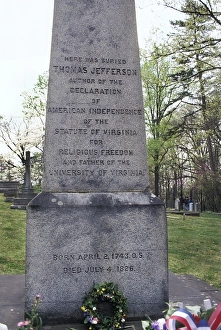 HERE WAS BURIED
THOMAS JEFFERSON
AUTHOR OF THE
DECLARATION
OF
AMERICAN INDEPENDENCE
OF THE
STATUTE OF VIRGINIA
FOR
RELIGIOUS FREEDOM
AND FATHER OF THE
UNIVERSITY OF VIRGINIA.
BORN APRIL 2, 1743. O.S.
DIED JULY 4, 1826.